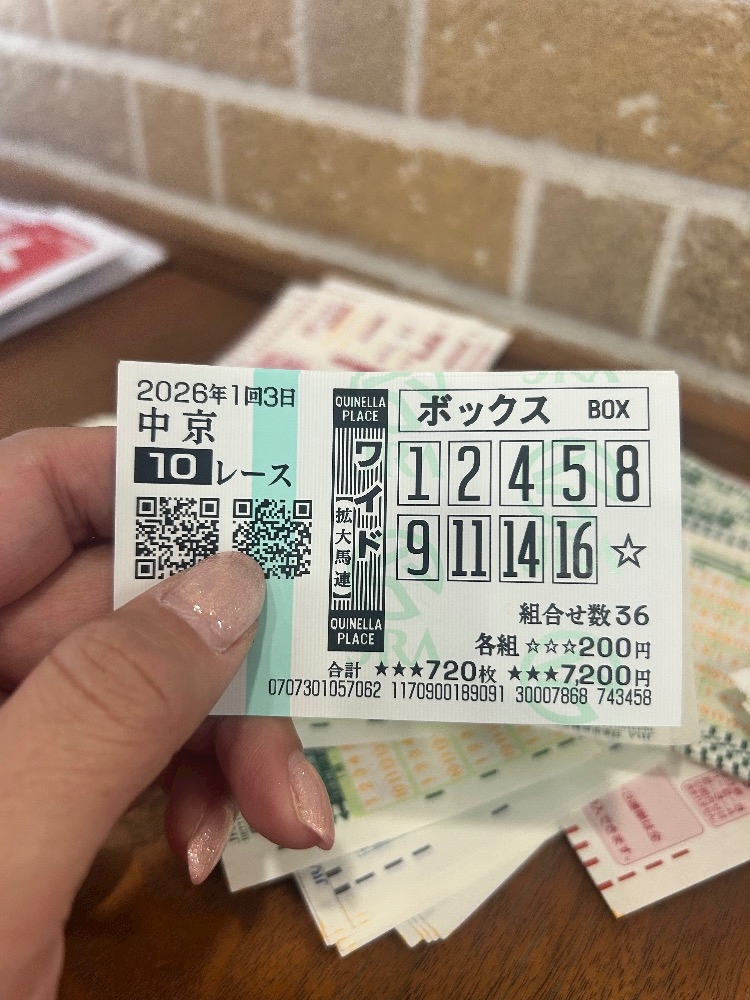 2026年1回3日
中京
10レース
QUINELLA
PLACE
ワイド
【拡大馬連】
QUINELLA
PLACE
ボックス BOX
1 2 4 5 8
9 11 14 16 ☆
組合せ数36
各組 ☆☆☆200円
合計 ★★★720枚 ★★★7,200円
0707301057062 1170900189091 30007868 743458
JRA